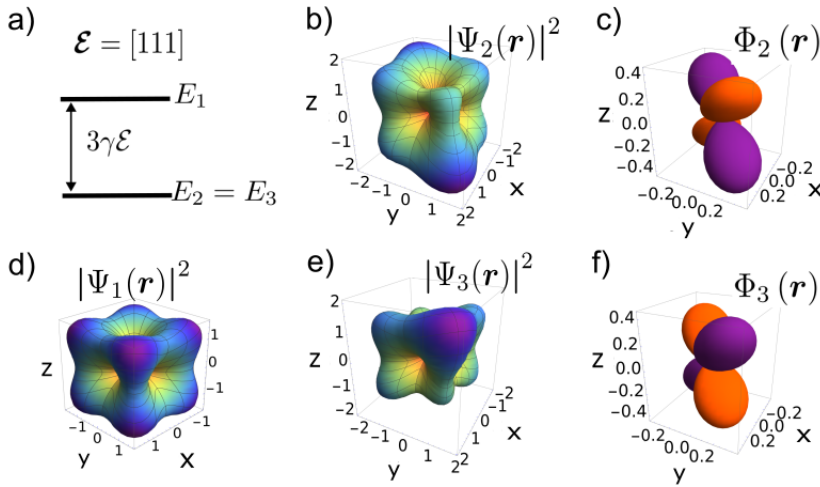 a)
𝓔 = [111]
E₁
3γ𝓔
E₂ = E₃
b)
|Ψ₂(r)|²
2
1
z
0
−1
−2
−2
−1
0
1
2
y
2
1
0
−1
−2
x
c)
Φ₂(r)
0.4
0.2
z
0.0
−0.2
−0.4
−0.2
0.0
0.2
y
0.2
0.0
−0.2
x
d)
|Ψ₁(r)|²
z
1
0
−1
−1
0
1
y
1
0
−1
x
e)
|Ψ₃(r)|²
2
1
z
0
−1
−2
−2
−1
0
1
2
y
2
1
0
−1
−2
x
f)
Φ₃(r)
0.4
0.2
z
0.0
−0.2
−0.4
−0.2
0.0
0.2
y
0.2
0.0
−0.2
x